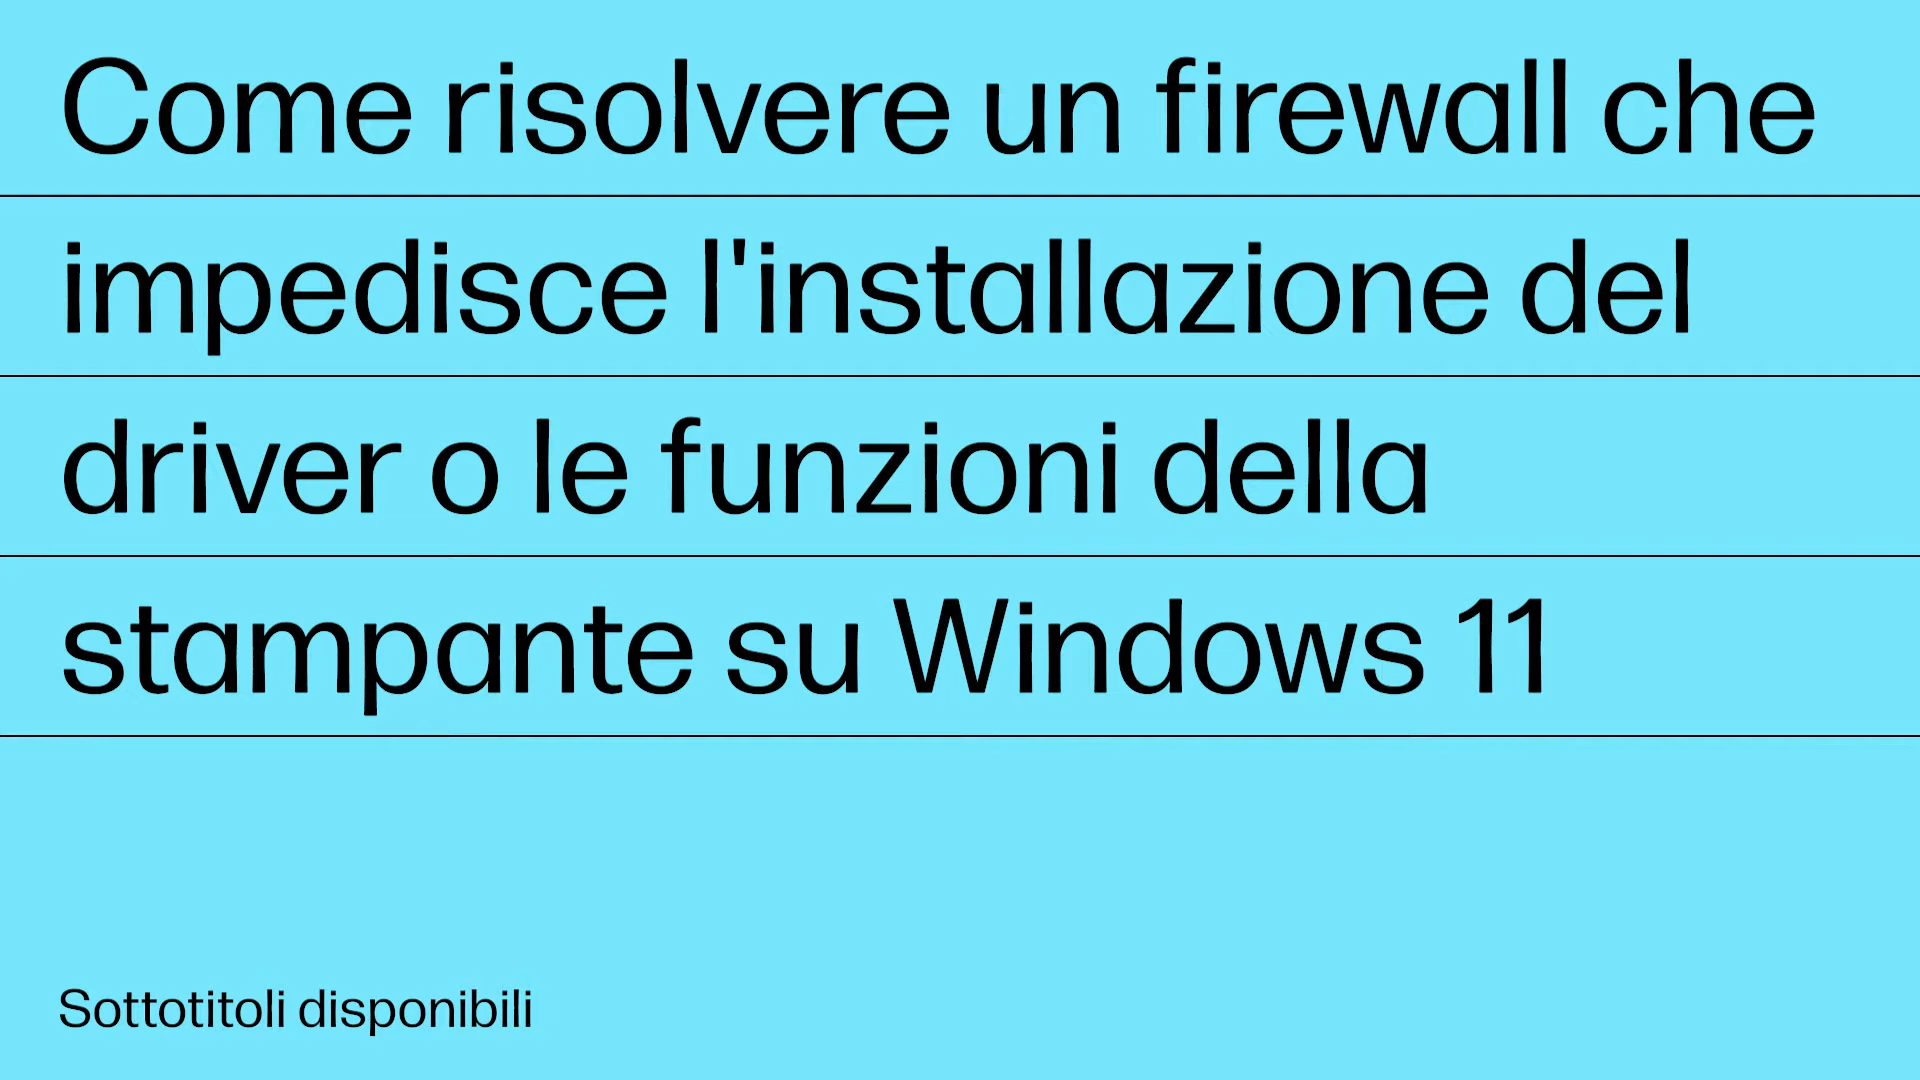 Come risolvere un firewall che
impedisce l'installazione del
driver o le funzioni della
stampante su Windows 11
Sottotitoli disponibili